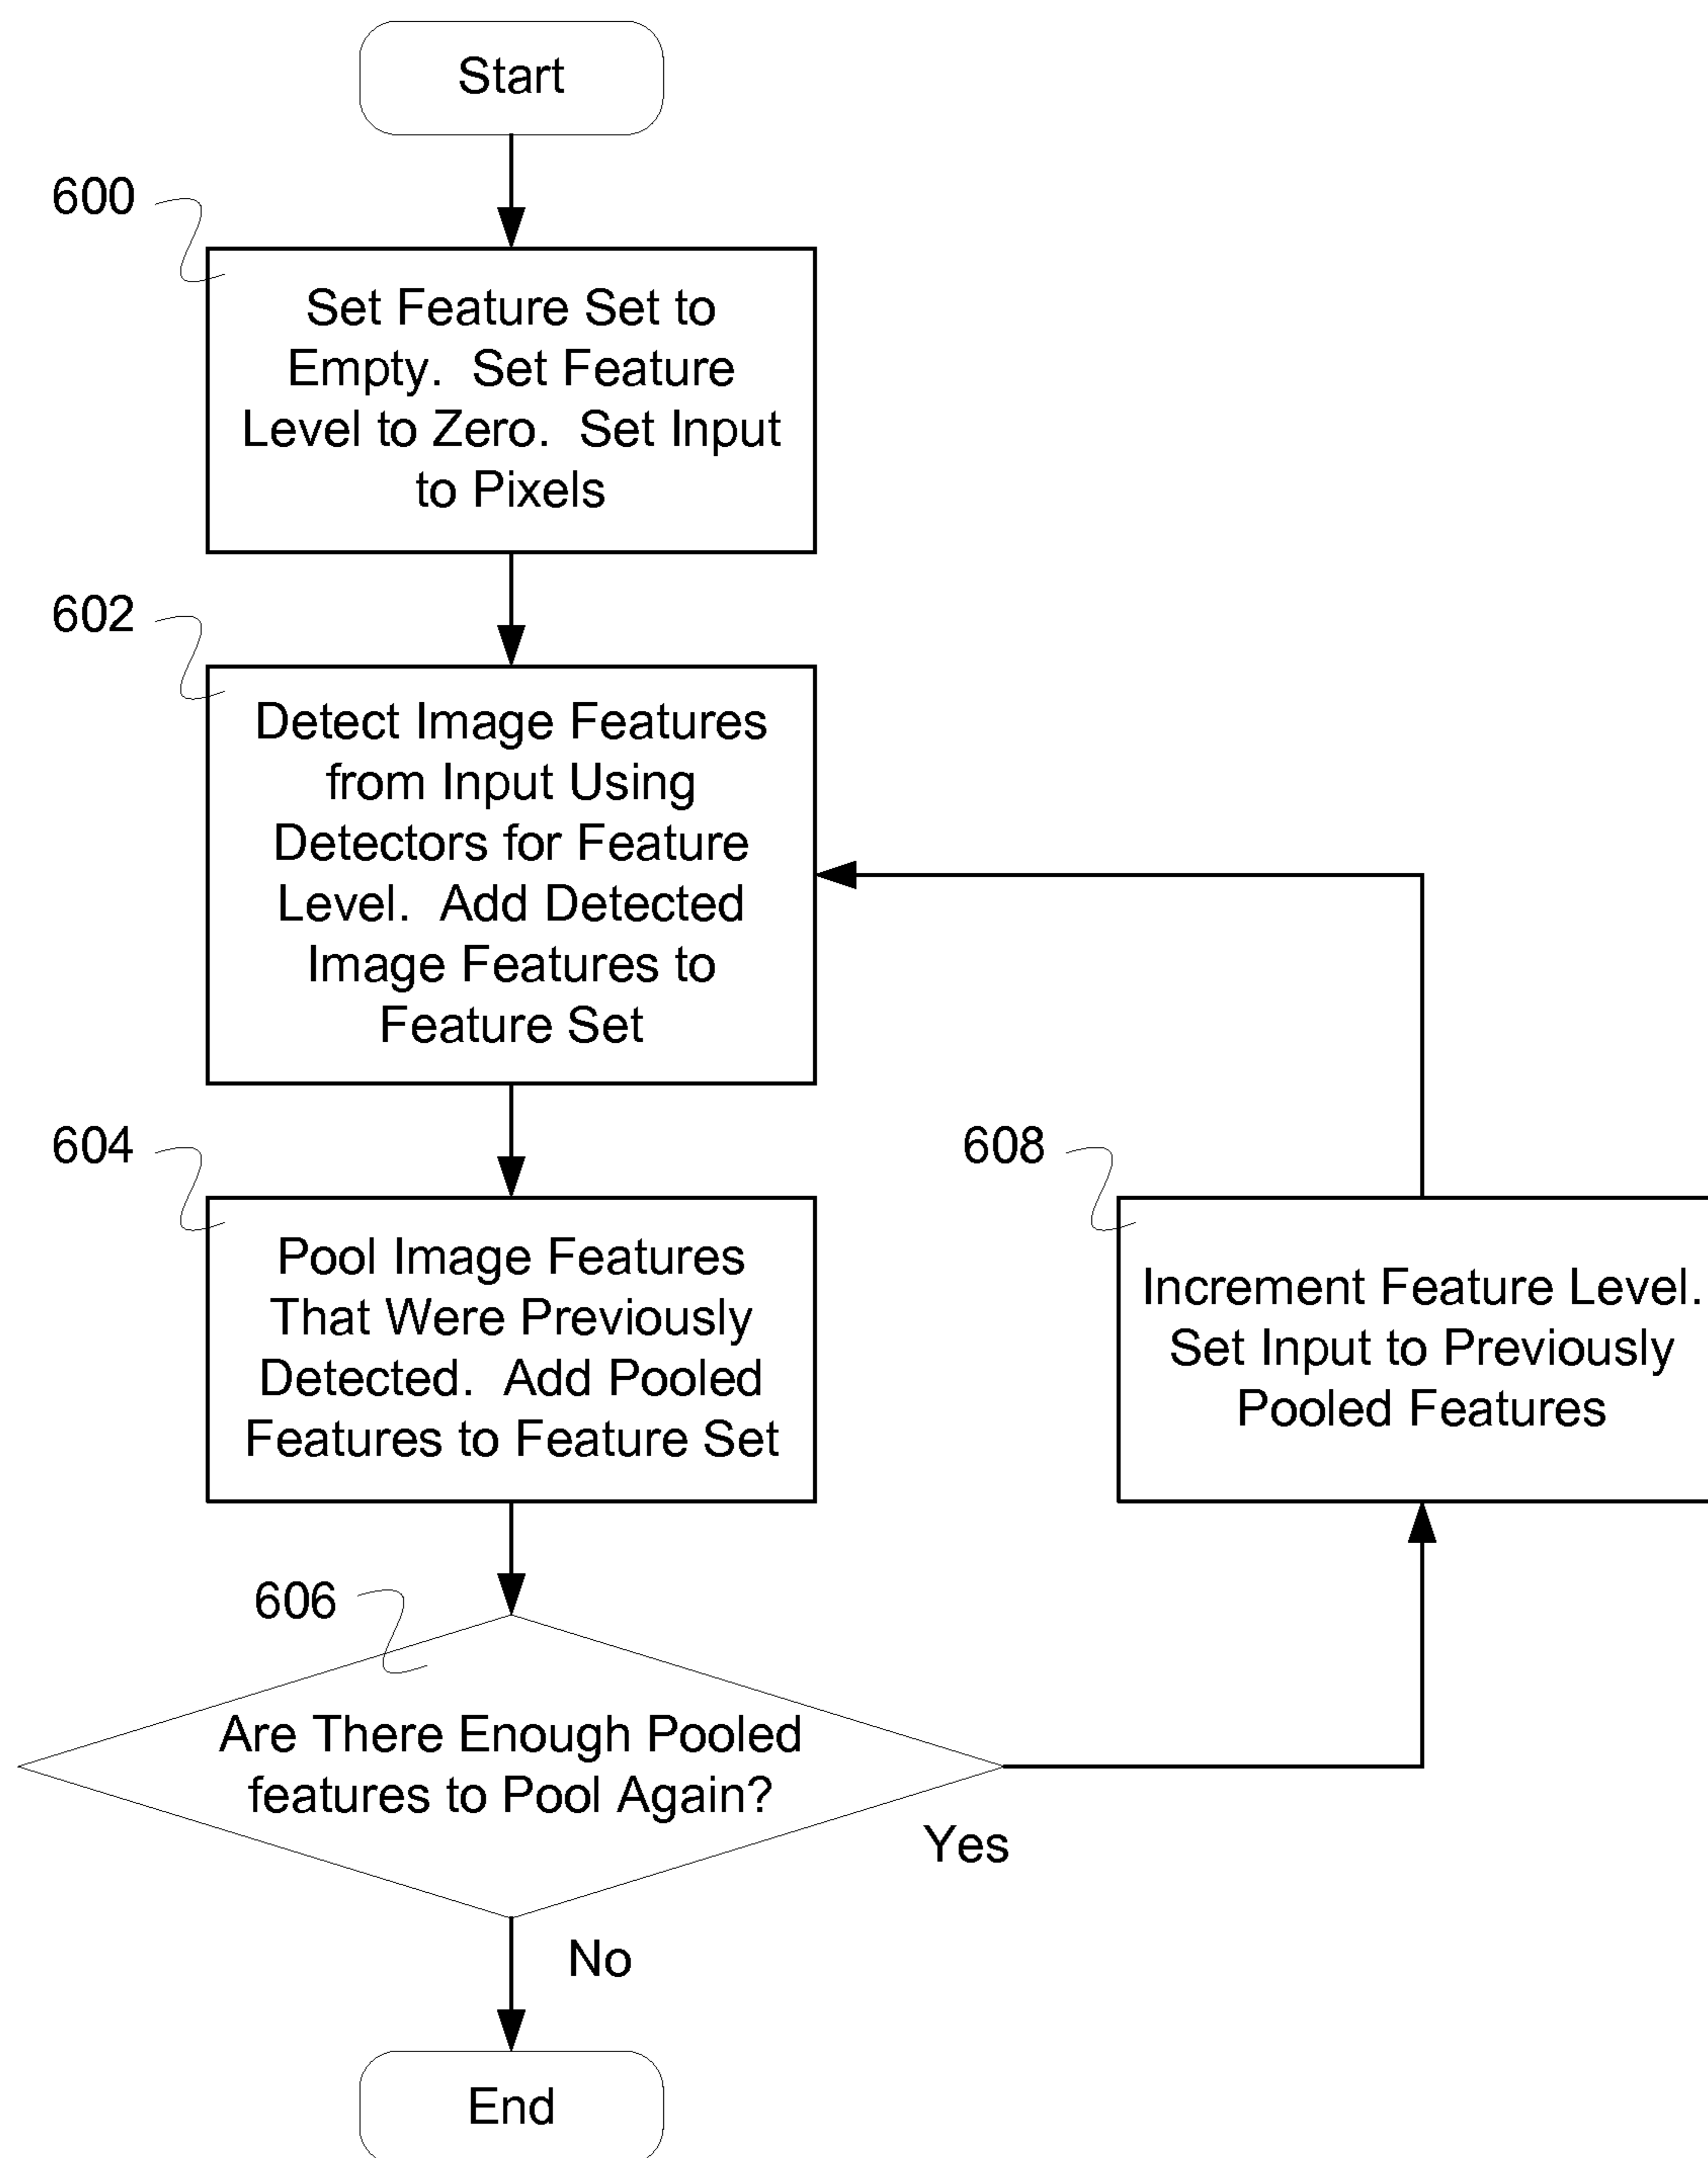 Start
600
Set Feature Set to
Empty.  Set Feature
Level to Zero.  Set Input
to Pixels
602
Detect Image Features
from Input Using
Detectors for Feature
Level.  Add Detected
Image Features to
Feature Set
604
Pool Image Features
That Were Previously
Detected.  Add Pooled
Features to Feature Set
608
Increment Feature Level.
Set Input to Previously
Pooled Features
606
Are There Enough Pooled
features to Pool Again?
Yes
No
End